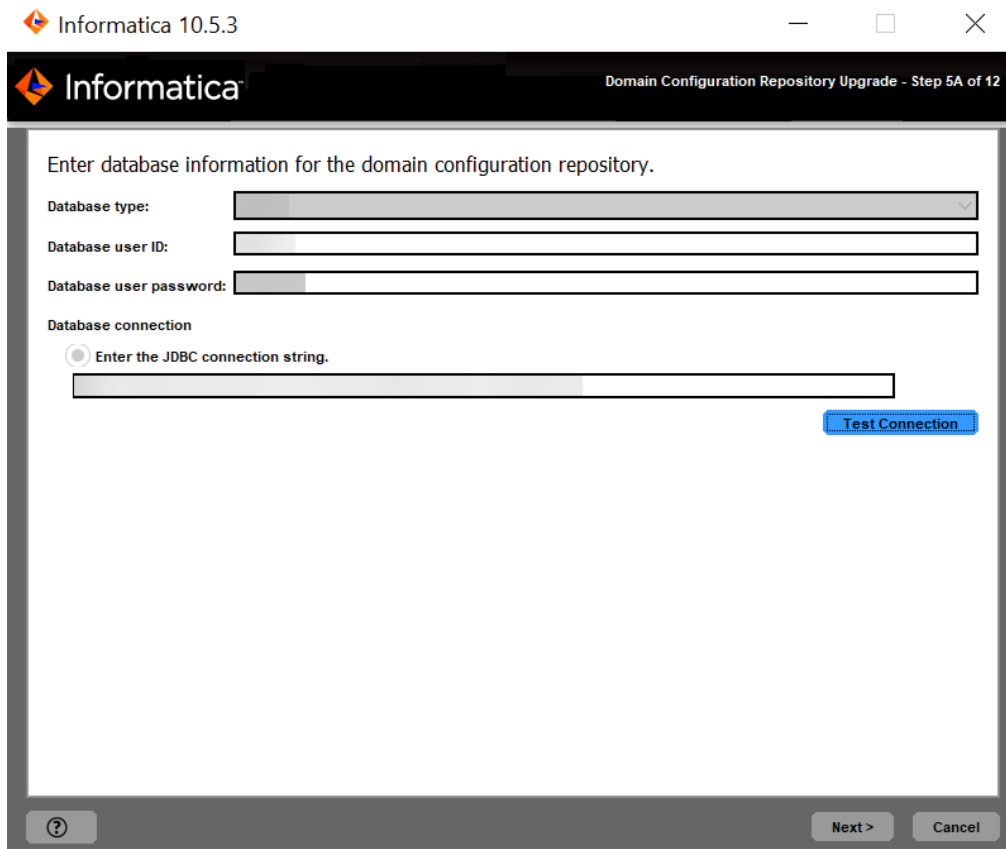 Informatica 10.5.3
Informatica
Domain Configuration Repository Upgrade - Step 5A of 12
Enter database information for the domain configuration repository.
Database type:
Database user ID:
Database user password:
Database connection
Enter the JDBC connection string.
Test Connection
?
Next >
Cancel